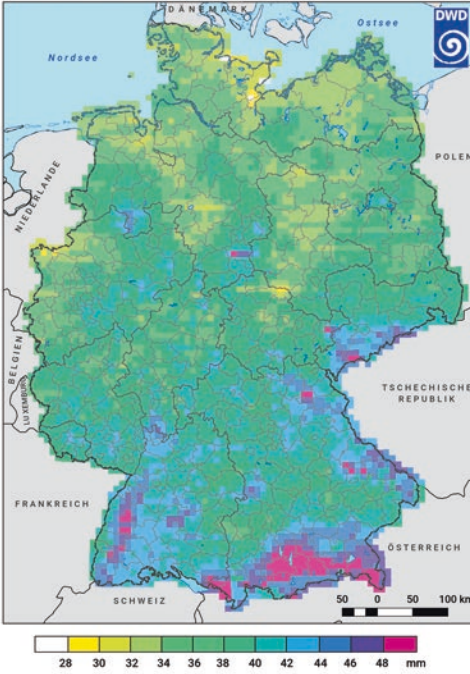 DÄNEMARK
DWD
Ostsee
Nordsee
POLEN
NIEDERLANDE
BELGIEN
LUXEMBURG
TSCHECHISCHE
REPUBLIK
FRANKREICH
ÖSTERREICH
SCHWEIZ
50 0 50 100 km
28 30 32 34 36 38 40 42 44 46 48 mm